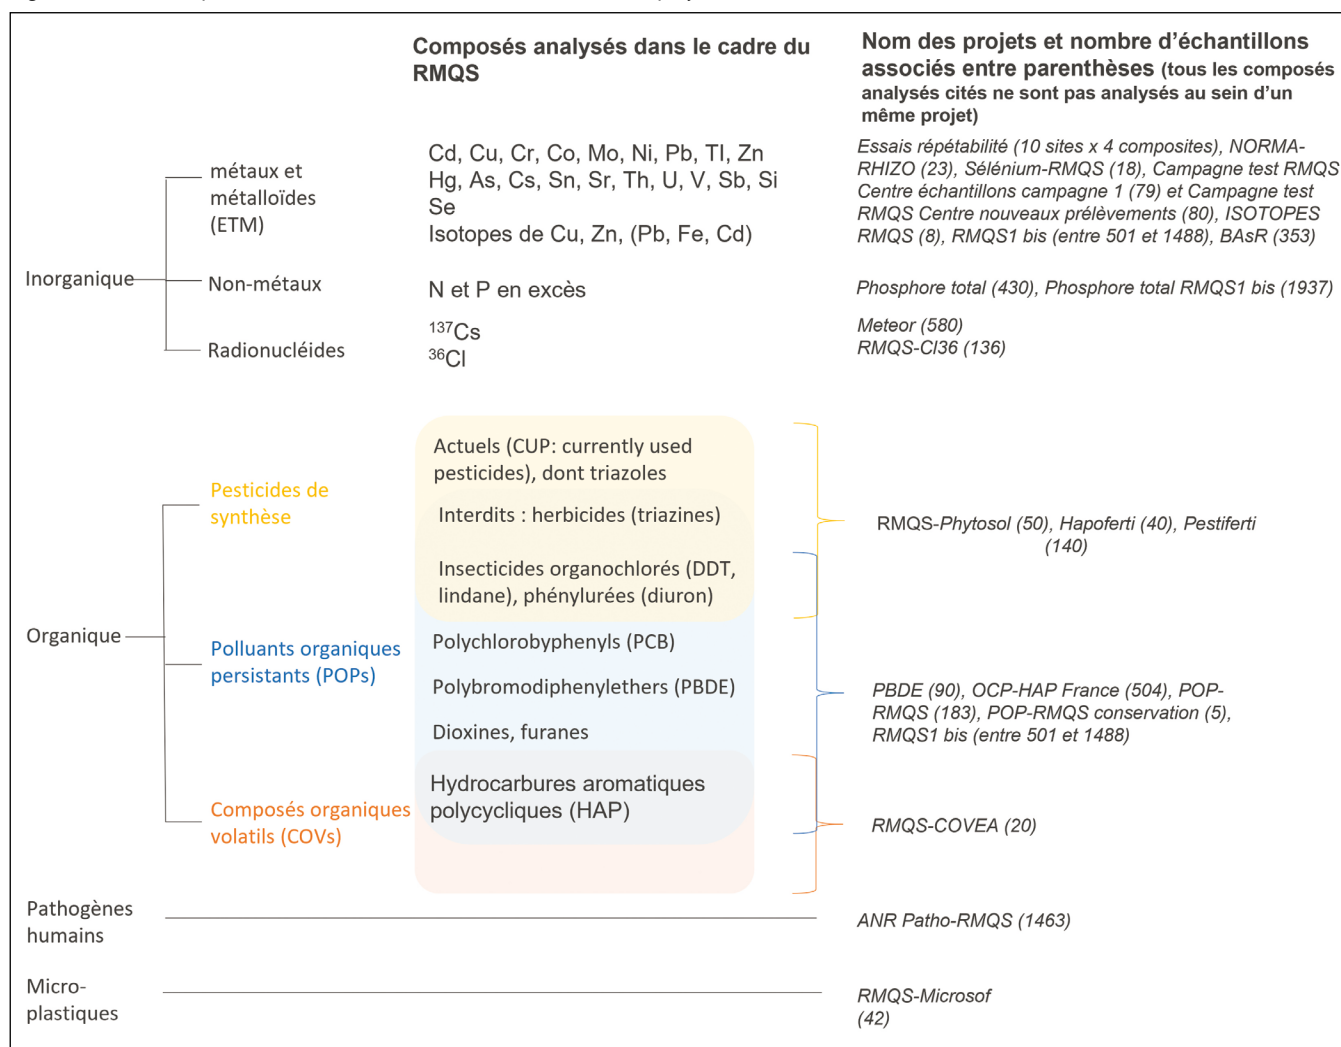 Composés analysés dans le cadre du
RMQS
Nom des projets et nombre d'échantillons
associés entre parenthèses (tous les composés
analysés cités ne sont pas analysés au sein d'un
même projet)
Inorganique
métaux et
métalloïdes
(ETM)
Cd, Cu, Cr, Co, Mo, Ni, Pb, Tl, Zn
Hg, As, Cs, Sn, Sr, Th, U, V, Sb, Si
Se
Isotopes de Cu, Zn, (Pb, Fe, Cd)
Essais répétabilité (10 sites x 4 composites), NORMA-
RHIZO (23), Sélénium-RMQS (18), Campagne test RMQS
Centre échantillons campagne 1 (79) et Campagne test
RMQS Centre nouveaux prélèvements (80), ISOTOPES
RMQS (8), RMQS1 bis (entre 501 et 1488), BAsR (353)
Non-métaux
N et P en excès
Phosphore total (430), Phosphore total RMQS1 bis (1937)
Radionucléides
¹³⁷Cs
³⁶Cl
Meteor (580)
RMQS-Cl36 (136)
Organique
Pesticides de
synthèse
Actuels (CUP: currently used
pesticides), dont triazoles
Interdits : herbicides (triazines)
Insecticides organochlorés (DDT,
lindane), phénylurées (diuron)
RMQS-Phytosol (50), Hapoferti (40), Pestiferti
(140)
Polluants organiques
persistants (POPs)
Polychlorobyphenyls (PCB)
Polybromodiphenylethers (PBDE)
Dioxines, furanes
PBDE (90), OCP-HAP France (504), POP-
RMQS (183), POP-RMQS conservation (5),
RMQS1 bis (entre 501 et 1488)
Composés organiques
volatils (COVs)
Hydrocarbures aromatiques
polycycliques (HAP)
RMQS-COVEA (20)
Pathogènes
humains
ANR Patho-RMQS (1463)
Micro-
plastiques
RMQS-Microsof
(42)